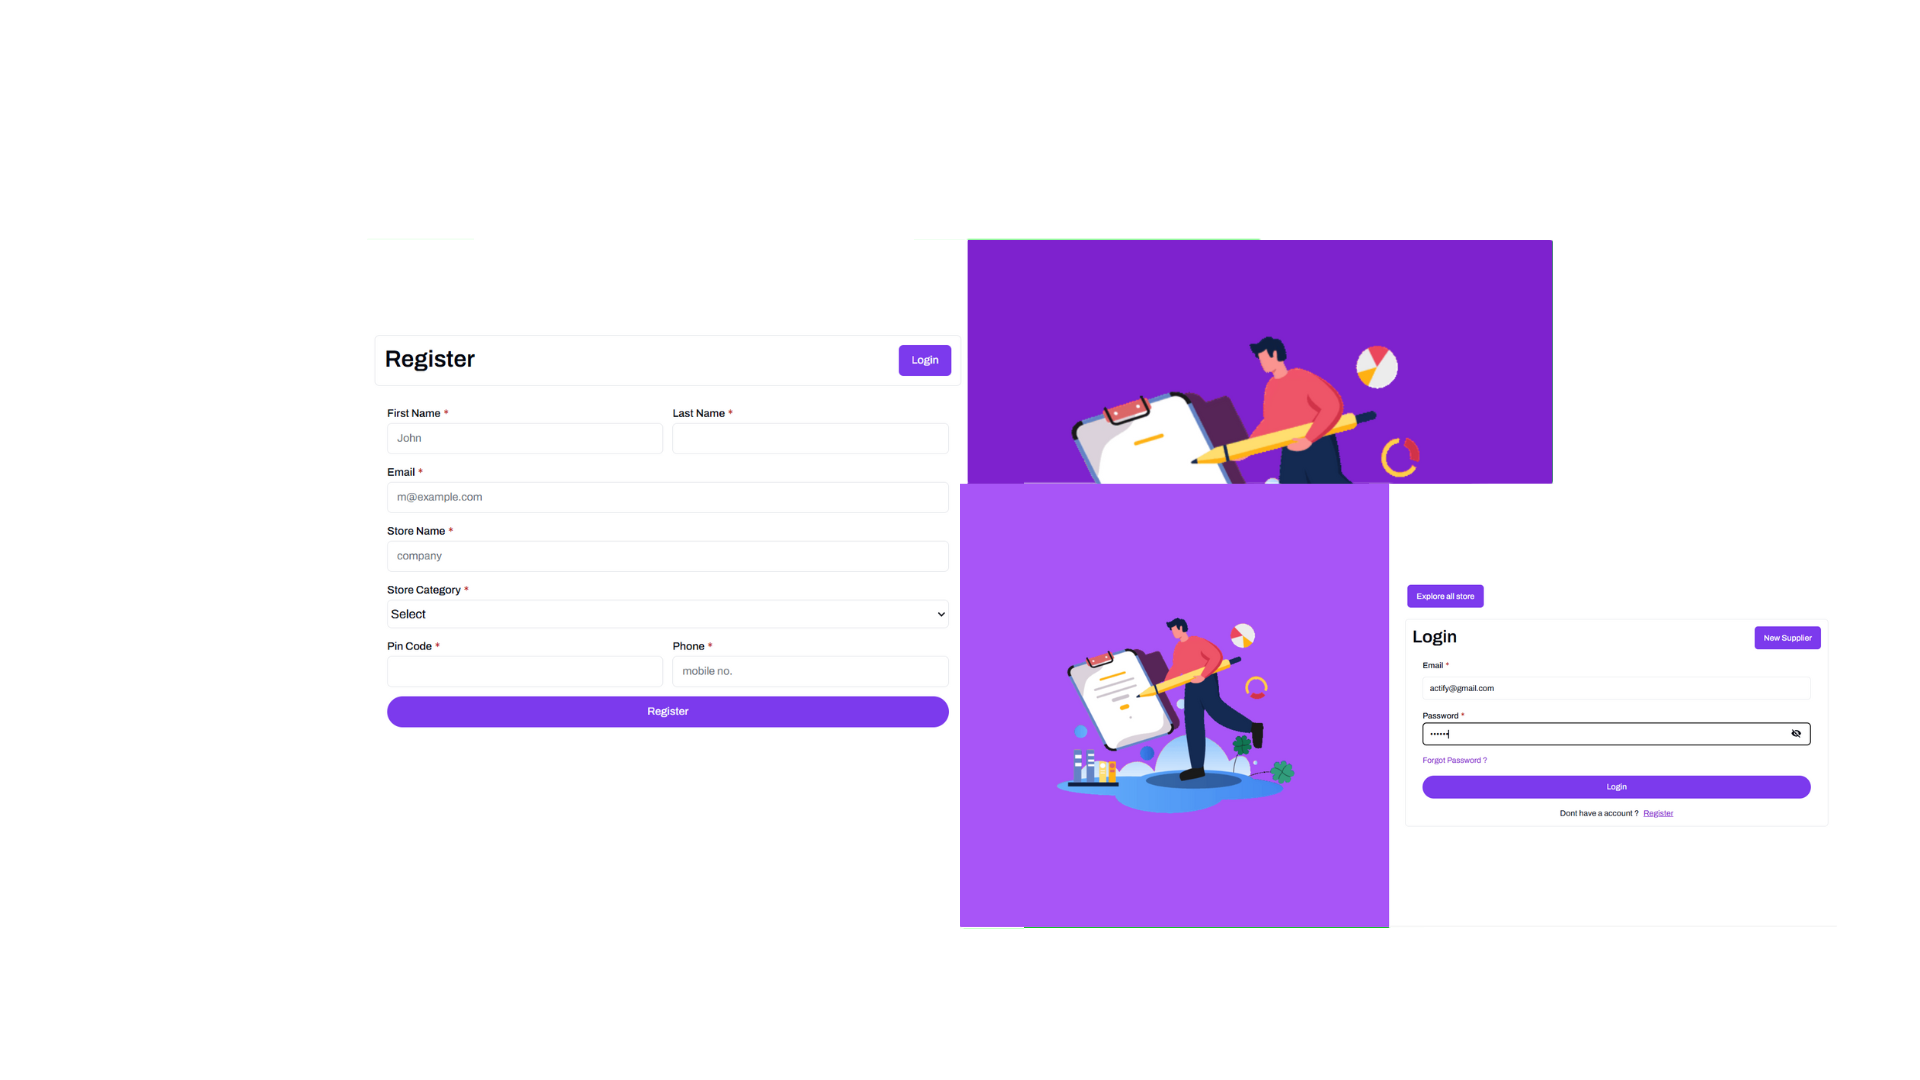 Register
Login
First Name *
Last Name *
John
Email *
m@example.com
Store Name *
company
Store Category *
Select
Pin Code *
Phone *
mobile no.
Register
Explore all store
Login
New Supplier
Email *
actify@gmail.com
Password *
••••••
Forgot Password ?
Login
Dont have a account ? Register